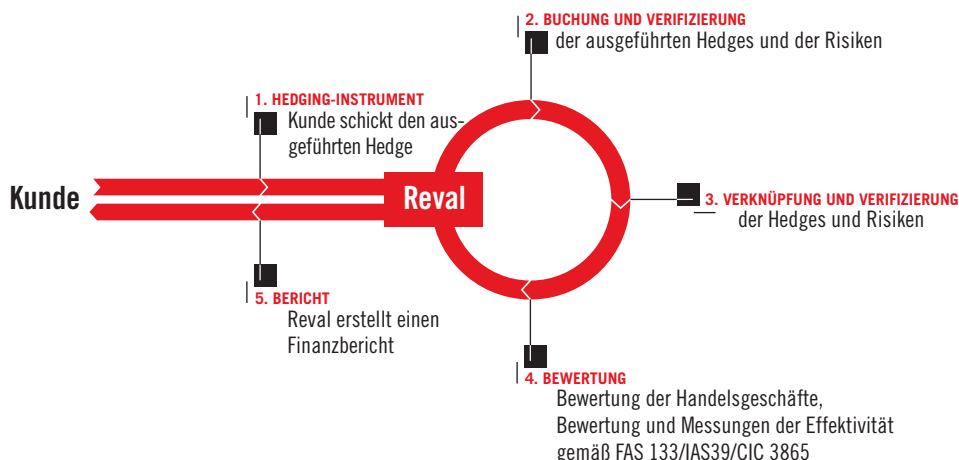 2. BUCHUNG UND VERIFIZIERUNG
der ausgeführten Hedges und der Risiken
1. HEDGING-INSTRUMENT
Kunde schickt den aus-
geführten Hedge
Kunde
Reval
3. VERKNÜPFUNG UND VERIFIZIERUNG
der Hedges und Risiken
5. BERICHT
Reval erstellt einen
Finanzbericht
4. BEWERTUNG
Bewertung der Handelsgeschäfte,
Bewertung und Messungen der Effektivität
gemäß FAS 133/IAS39/CIC 3865